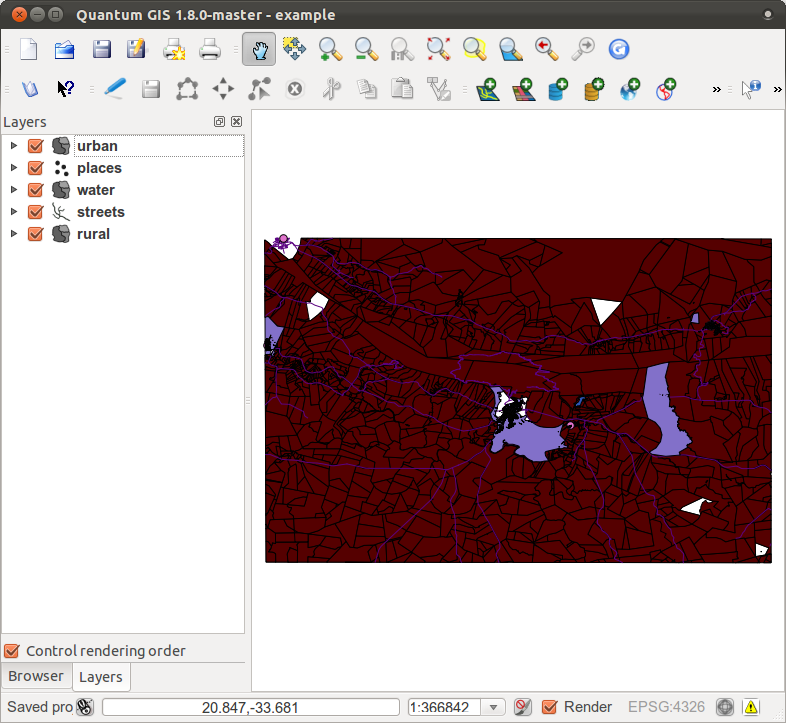 Quantum GIS 1.8.0-master - example
Layers
urban
places
water
streets
rural
Control rendering order
Browser
Layers
Saved pro
20.847,-33.681
1:366842
Render
EPSG:4326